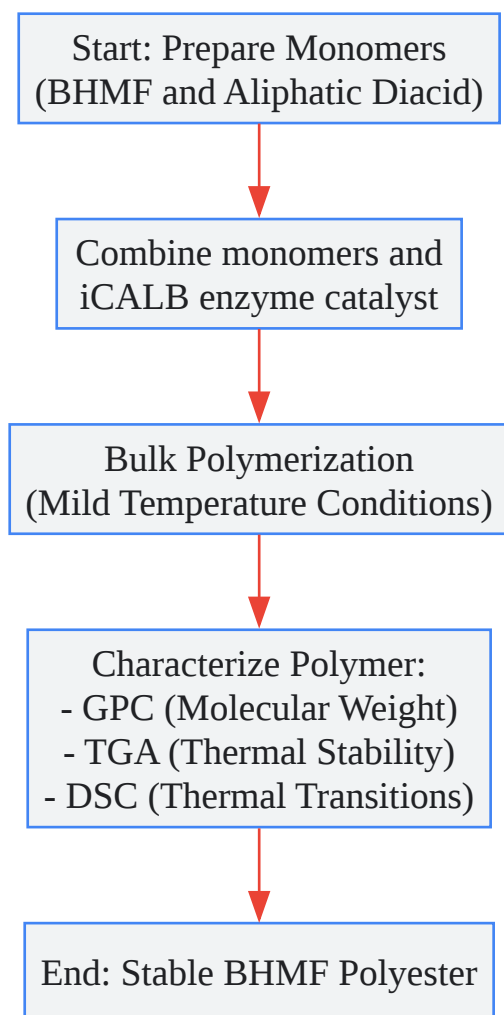 Start: Prepare Monomers
(BHMF and Aliphatic Diacid)
Combine monomers and
iCALB enzyme catalyst
Bulk Polymerization
(Mild Temperature Conditions)
Characterize Polymer:
- GPC (Molecular Weight)
- TGA (Thermal Stability)
- DSC (Thermal Transitions)
End: Stable BHMF Polyester